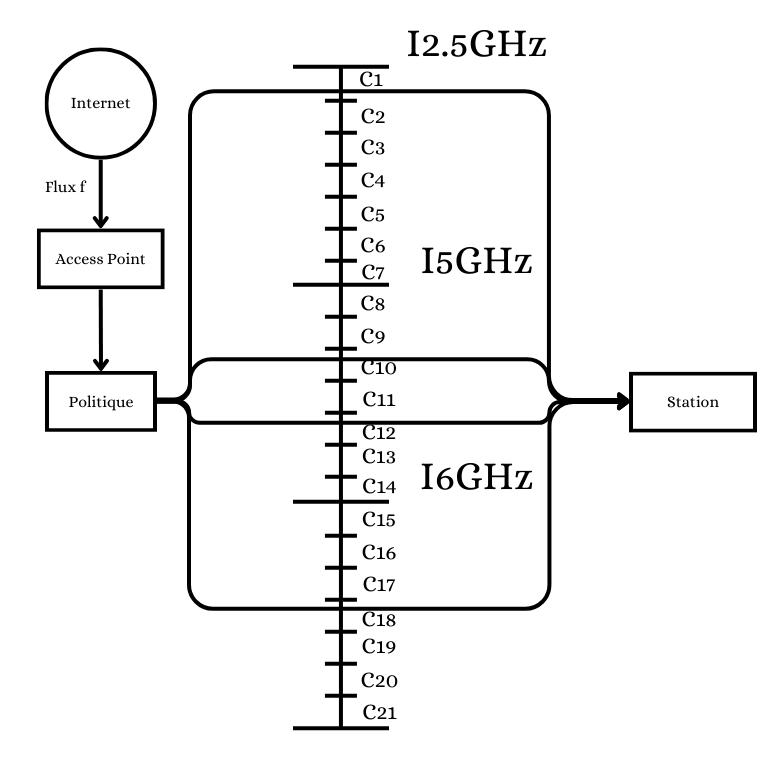 I2.5GHz
C1
Internet
C2
C3
C4
Flux f
C5
C6
Access Point
I5GHz
C7
C8
C9
C10
C11
Politique
Station
C12
C13
I6GHz
C14
C15
C16
C17
C18
C19
C20
C21